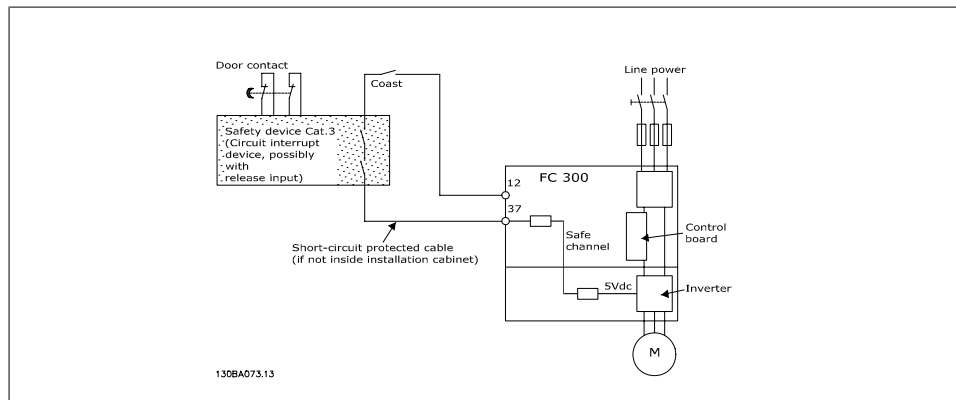 Door contact
Line power
Coast
Safety device Cat.3
(Circuit interrupt
device, possibly
with
release input)
12
FC 300
37
Safe
channel
Control
board
Short-circuit protected cable
(if not inside installation cabinet)
5Vdc
Inverter
M
130BA073.13